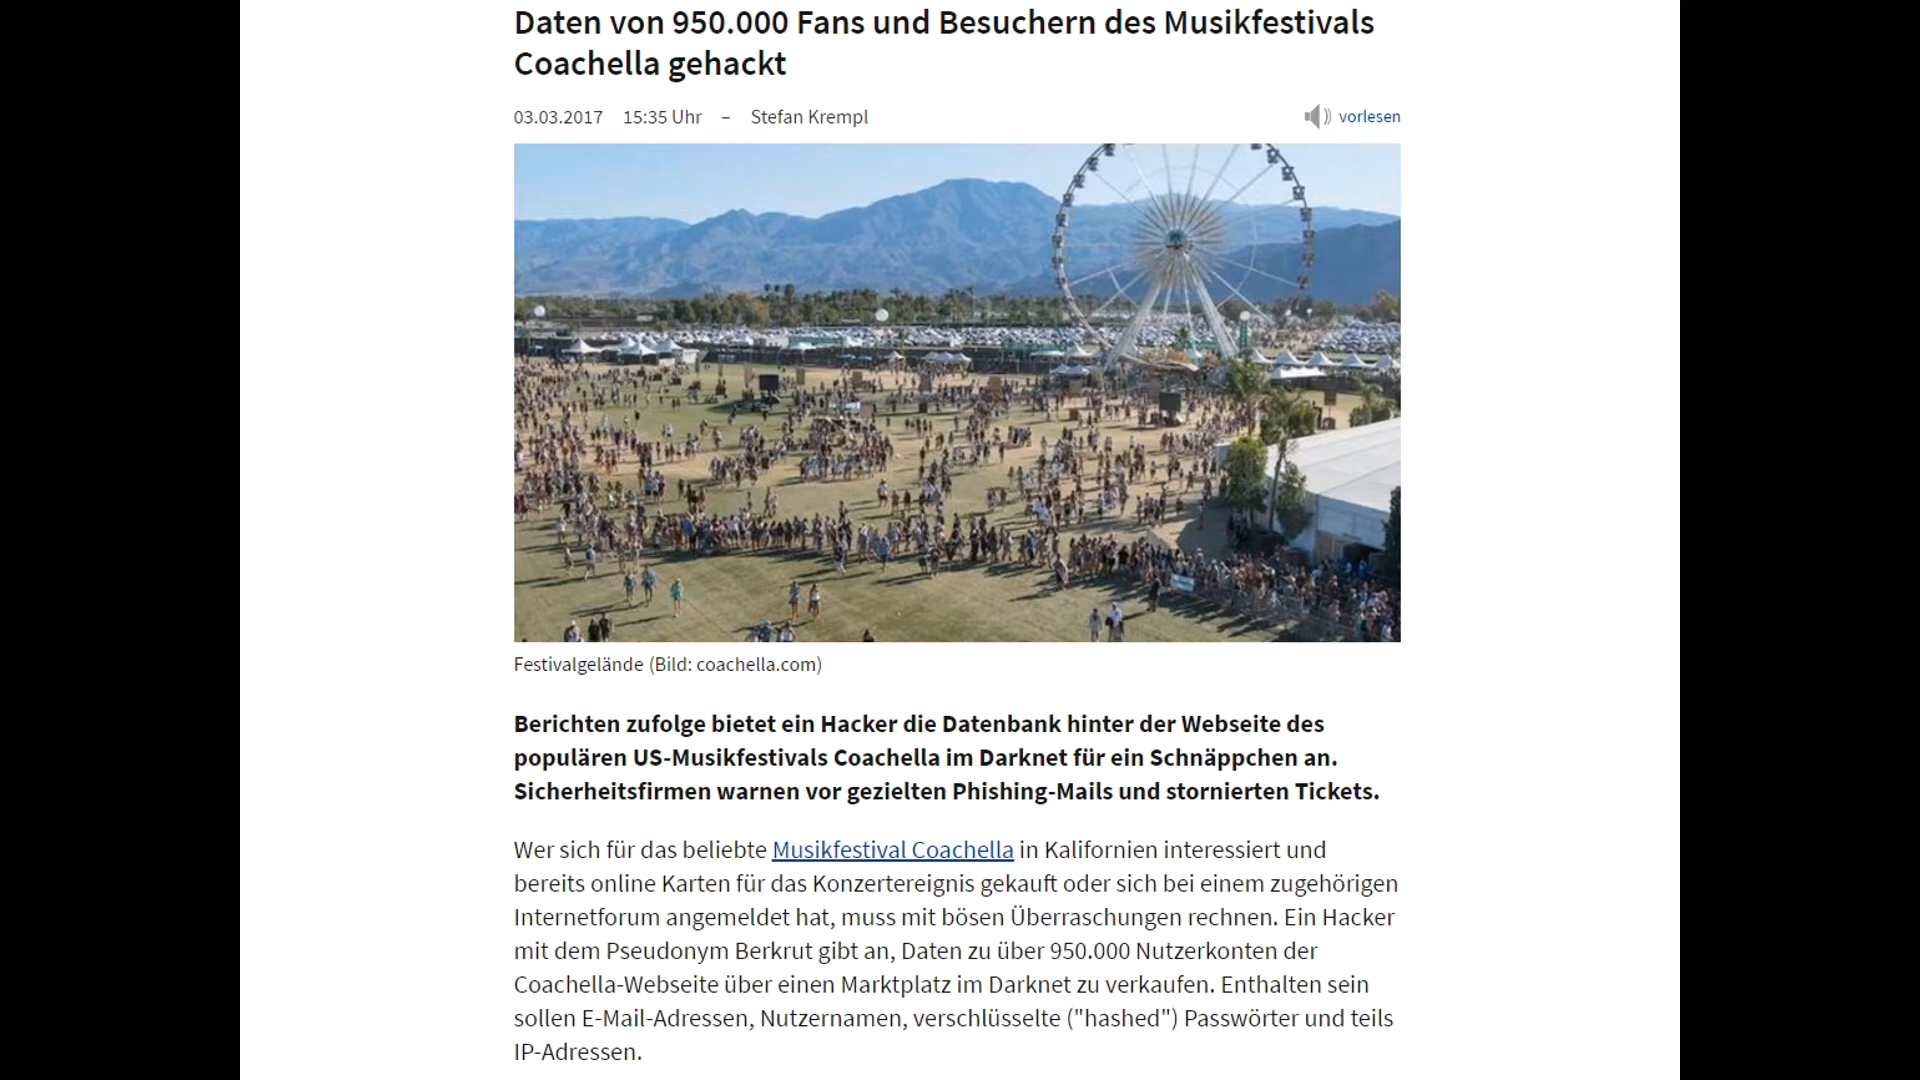 Daten von 950.000 Fans und Besuchern des Musikfestivals
Coachella gehackt
03.03.2017 15:35 Uhr – Stefan Krempl
vorlesen
Festivalgelände (Bild: coachella.com)
Berichten zufolge bietet ein Hacker die Datenbank hinter der Webseite des
populären US-Musikfestivals Coachella im Darknet für ein Schnäppchen an.
Sicherheitsfirmen warnen vor gezielten Phishing-Mails und stornierten Tickets.
Wer sich für das beliebte Musikfestival Coachella in Kalifornien interessiert und
bereits online Karten für das Konzertereignis gekauft oder sich bei einem zugehörigen
Internetforum angemeldet hat, muss mit bösen Überraschungen rechnen. Ein Hacker
mit dem Pseudonym Berkrut gibt an, Daten zu über 950.000 Nutzerkonten der
Coachella-Webseite über einen Marktplatz im Darknet zu verkaufen. Enthalten sein
sollen E-Mail-Adressen, Nutzernamen, verschlüsselte ("hashed") Passwörter und teils
IP-Adressen.